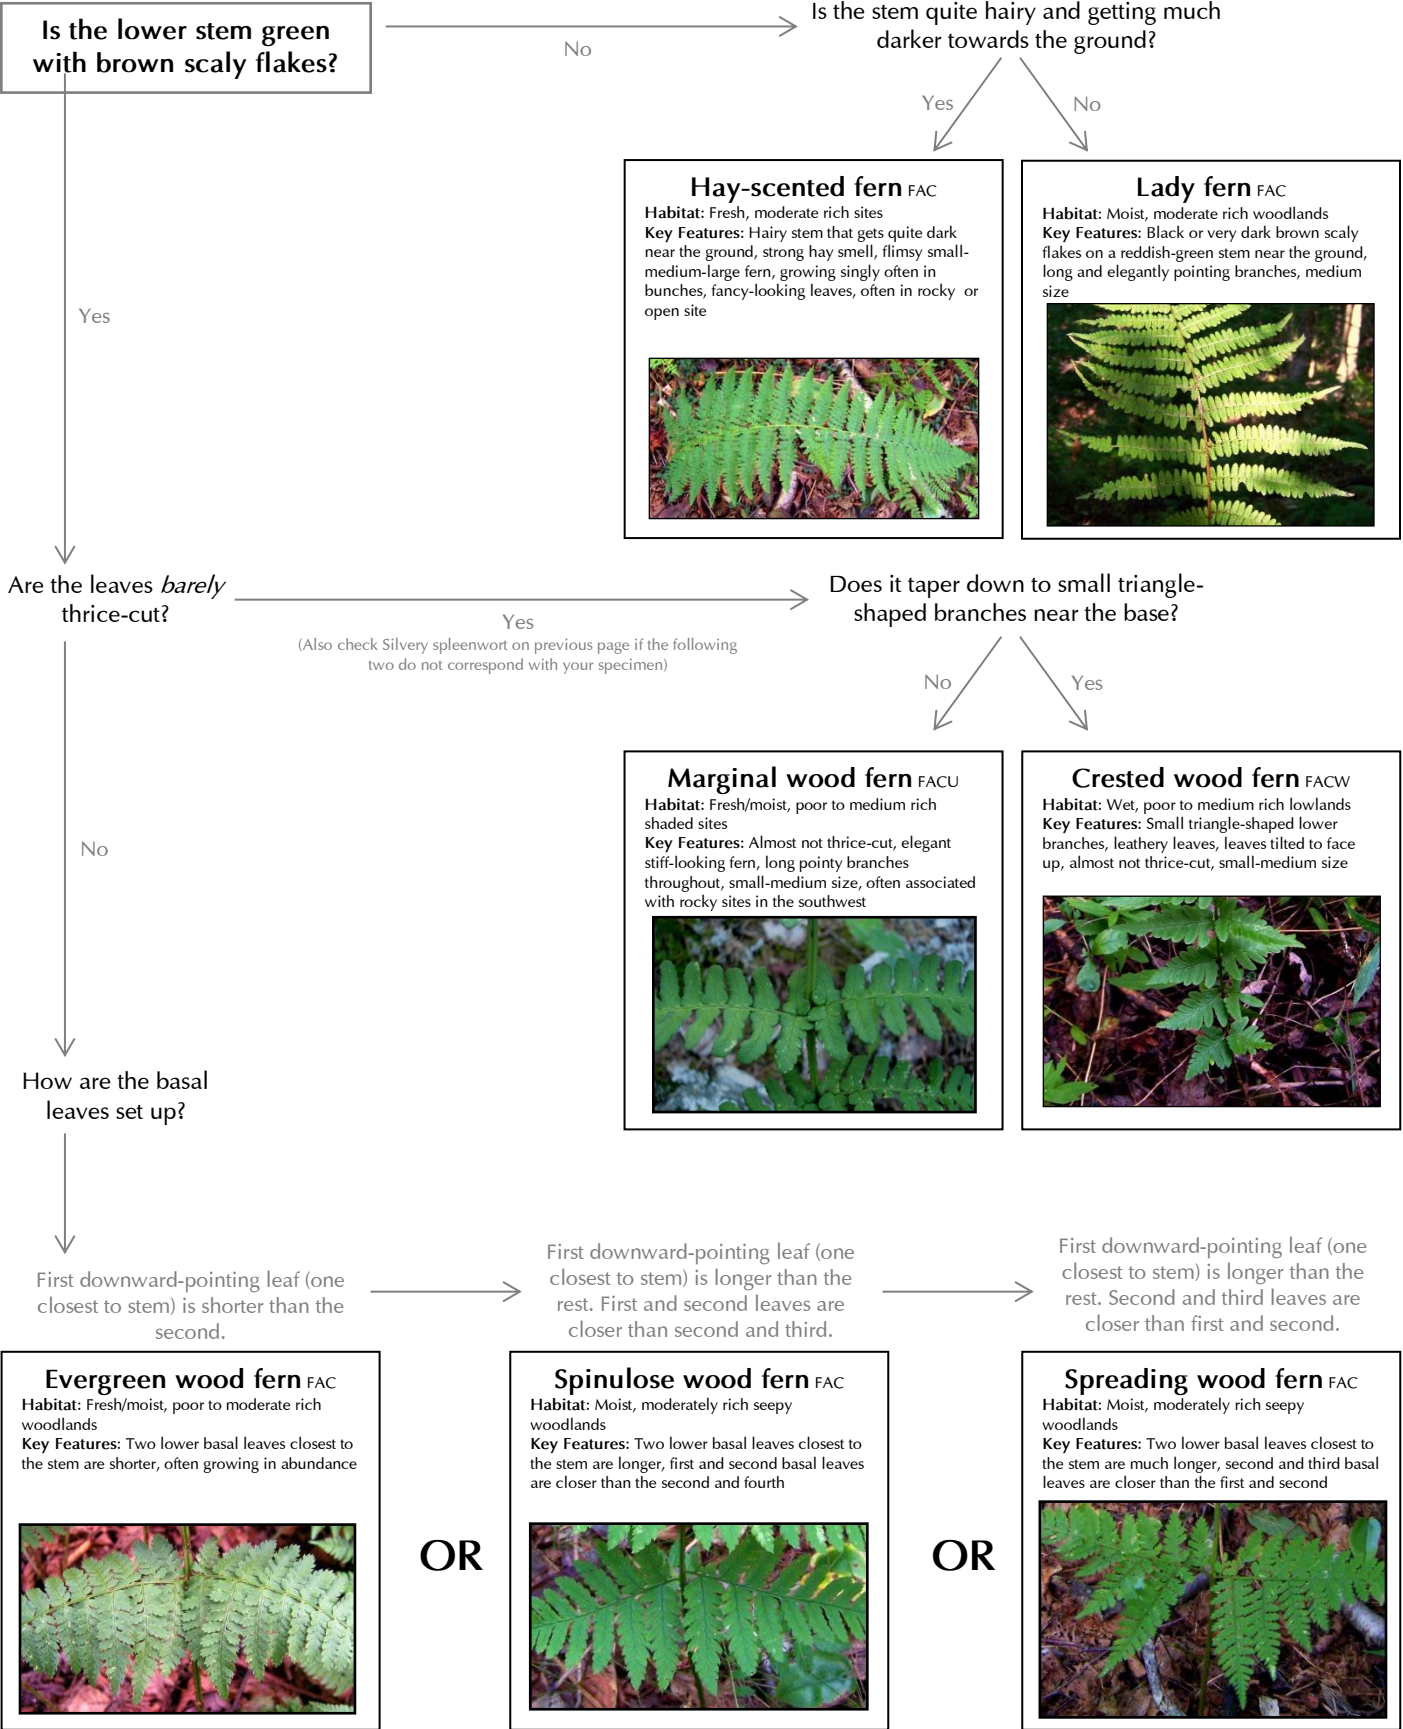 Is the lower stem green
with brown scaly flakes?
No
Is the stem quite hairy and getting much
darker towards the ground?
Yes
No
Hay-scented fern FAC
Habitat: Fresh, moderate rich sites
Key Features: Hairy stem that gets quite dark
near the ground, strong hay smell, flimsy small-
medium-large fern, growing singly often in
bunches, fancy-looking leaves, often in rocky or
open site
Lady fern FAC
Habitat: Moist, moderate rich woodlands
Key Features: Black or very dark brown scaly
flakes on a reddish-green stem near the ground,
long and elegantly pointing branches, medium
size
Yes
Are the leaves barely
thrice-cut?
Yes
(Also check Silvery spleenwort on previous page if the following
two do not correspond with your specimen)
Does it taper down to small triangle-
shaped branches near the base?
No
Yes
Marginal wood fern FACU
Habitat: Fresh/moist, poor to medium rich
shaded sites
Key Features: Almost not thrice-cut, elegant
stiff-looking fern, long pointy branches
throughout, small-medium size, often associated
with rocky sites in the southwest
Crested wood fern FACW
Habitat: Wet, poor to medium rich lowlands
Key Features: Small triangle-shaped lower
branches, leathery leaves, leaves tilted to face
up, almost not thrice-cut, small-medium size
No
How are the basal
leaves set up?
First downward-pointing leaf (one
closest to stem) is shorter than the
second.
First downward-pointing leaf (one
closest to stem) is longer than the
rest. First and second leaves are
closer than second and third.
First downward-pointing leaf (one
closest to stem) is longer than the
rest. Second and third leaves are
closer than first and second.
Evergreen wood fern FAC
Habitat: Fresh/moist, poor to moderate rich
woodlands
Key Features: Two lower basal leaves closest to
the stem are shorter, often growing in abundance
OR
Spinulose wood fern FAC
Habitat: Moist, moderately rich seepy
woodlands
Key Features: Two lower basal leaves closest to
the stem are longer, first and second basal leaves
are closer than the second and fourth
OR
Spreading wood fern FAC
Habitat: Moist, moderately rich seepy
woodlands
Key Features: Two lower basal leaves closest to
the stem are much longer, second and third basal
leaves are closer than the first and second